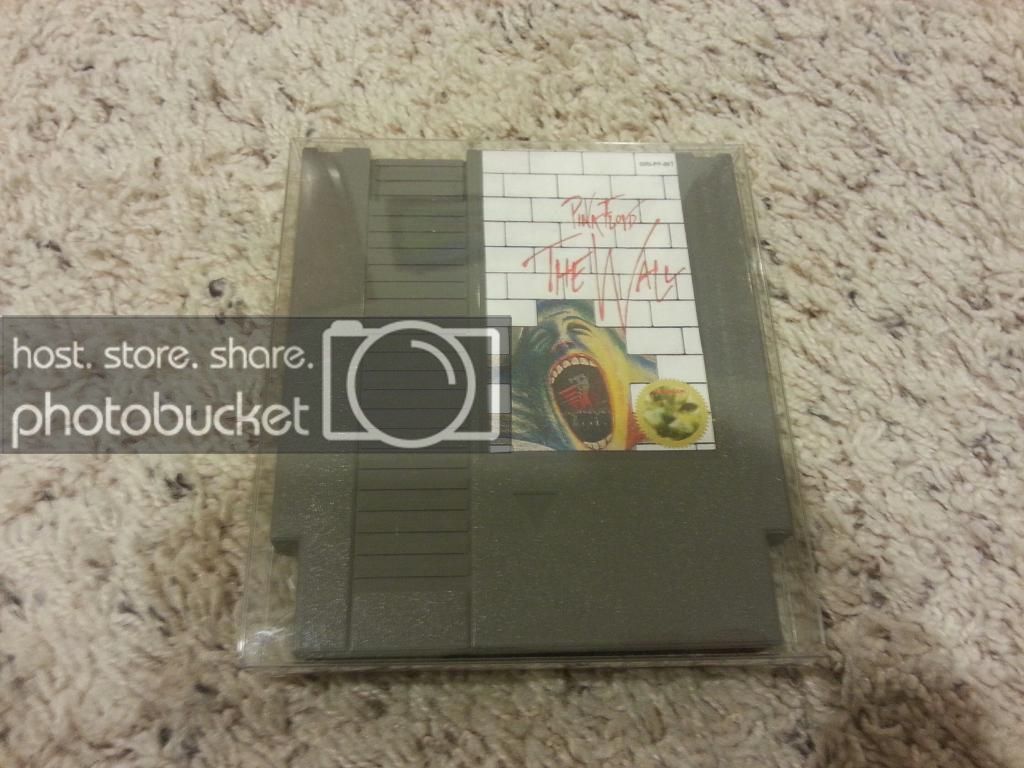 PINK FLOYD
THE WALL
host. store. share.
photobucket